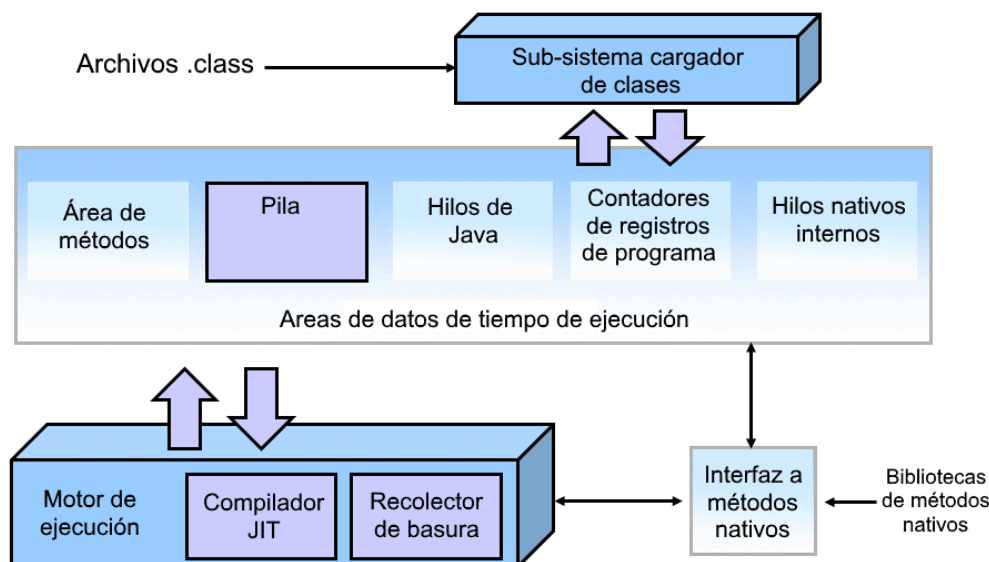 Archivos .class
Sub-sistema cargador
de clases
Área de
métodos
Pila
Hilos de
Java
Contadores
de registros
de programa
Hilos nativos
internos
Areas de datos de tiempo de ejecución
Motor de
ejecución
Compilador
JIT
Recolector
de basura
Interfaz a
métodos
nativos
Bibliotecas
de métodos
nativos